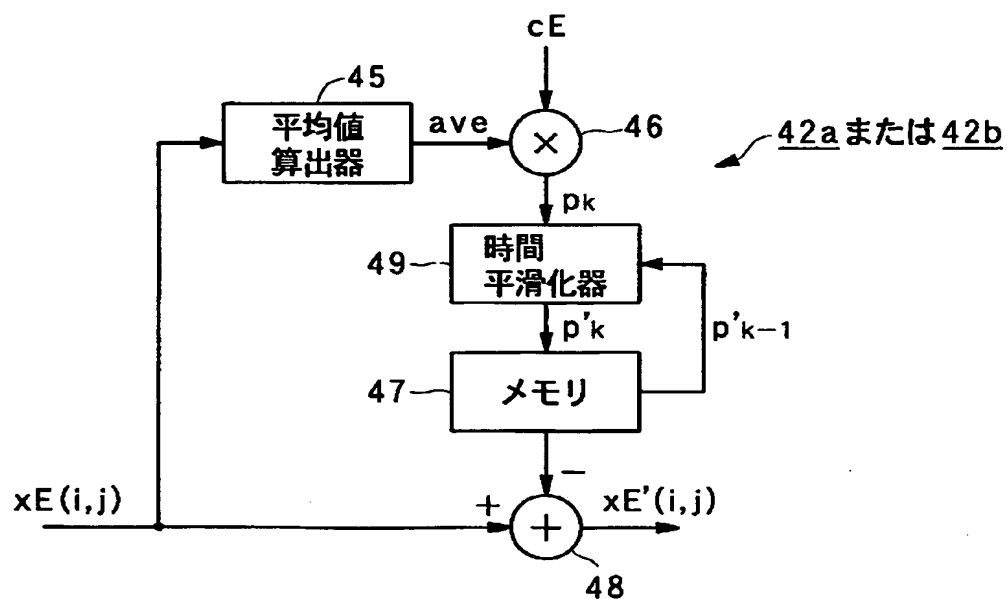 cE
45
平均値
算出器
ave
×
46
42aまたは42b
pk
49
時間
平滑化器
p'k
p'k-1
47
メモリ
−
xE(i,j)
+
+
xE'(i,j)
48